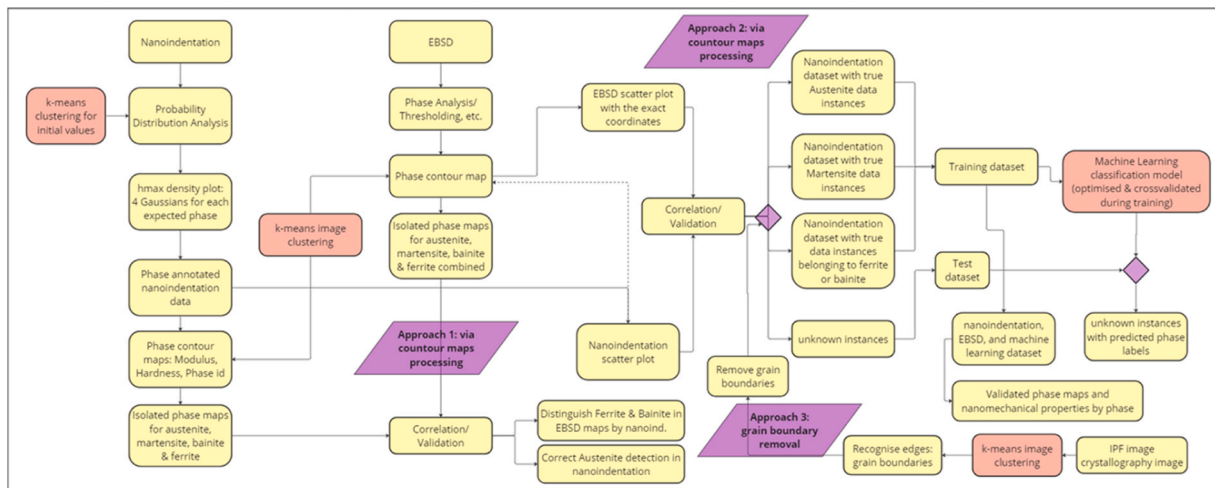 Nanoindentation
k-means
clustering for
initial values
Probability
Distribution Analysis
hmax density plot:
4 Gaussians for each
expected phase
Phase annotated
nanoindentation
data
Phase contour
maps: Modulus,
Hardness, Phase id
Isolated phase maps
for austenite,
martensite, bainite
& ferrite
k-means image
clustering
EBSD
Phase Analysis/
Thresholding, etc.
Phase contour map
Isolated phase maps
for austenite,
martensite, bainite
& ferrite combined
Approach 1: via
countour maps
processing
Correlation/
Validation
Distinguish Ferrite & Bainite in
EBSD maps by nanoind.
Correct Austenite detection in
nanoindentation
Approach 2: via
countour maps
processing
EBSD scatter plot
with the exact
coordinates
Nanoindentation
scatter plot
Correlation/
Validation
Nanoindentation
dataset with true
Austenite data
instances
Nanoindentation
dataset with true
Martesite data
instances
Nanoindentation
dataset with true
data instances
belonging to ferrite
or bainite
unknown instances
Training dataset
Test
dataset
Machine Learning
classification model
(optimised & crossvalidated
during training)
nanoindentation,
EBSD, and machine
learning dataset
unknown instances
with predicted phase
labels
Validated phase maps and
nanomechanical properties by phase
Remove grain
boundaries
Approach 3:
grain boundary
removal
Recognise edges:
grain boundaries
k-means image
clustering
IPF image
crystallography image